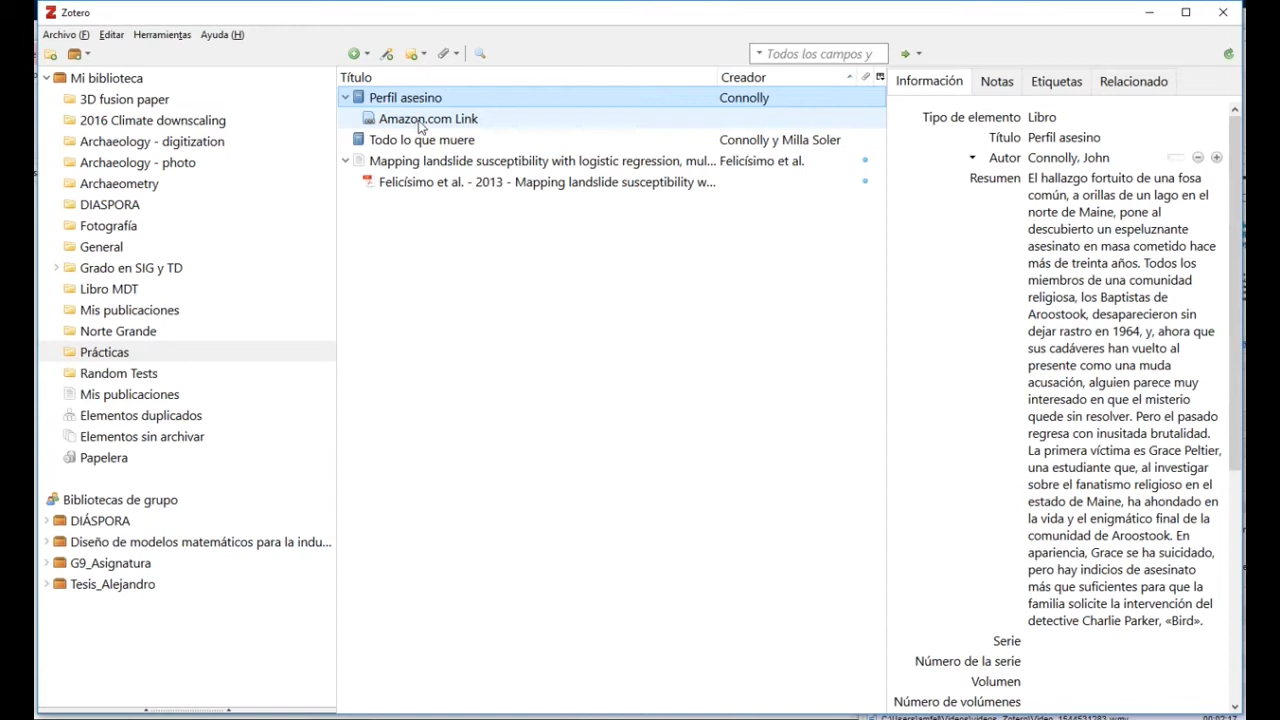 Zotero
Archivo (F) Editar Herramientas Ayuda (H)
Todos los campos y
Mi biblioteca
3D fusion paper
2016 Climate downscaling
Archaeology - digitization
Archaeology - photo
Archaeometry
DIASPORA
Fotografía
General
Grado en SIG y TD
Libro MDT
Mis publicaciones
Norte Grande
Prácticas
Random Tests
Mis publicaciones
Elementos duplicados
Elementos sin archivar
Papelera
Bibliotecas de grupo
DIÁSPORA
Diseño de modelos matemáticos para la indu...
G9_Asignatura
Tesis_Alejandro
Título Creador
Perfil asesino Connolly
Amazon.com Link
Todo lo que muere Connolly y Milla Soler
Mapping landslide susceptibility with logistic regression, mul... Felicísimo et al.
Felicísimo et al. - 2013 - Mapping landslide susceptibility w...
Información Notas Etiquetas Relacionado
Tipo de elemento Libro
Título Perfil asesino
Autor Connolly, John
Resumen El hallazgo fortuito de una fosa
común, a orillas de un lago en el
norte de Maine, pone al
descubierto un espeluznante
asesinato en masa cometido hace
más de treinta años. Todos los
miembros de una comunidad
religiosa, los Baptistas de
Aroostook, desaparecieron sin
dejar rastro en 1964, y, ahora que
sus cadáveres han vuelto al
presente como una muda
acusación, alguien parece muy
interesado en que el misterio
quede sin resolver. Pero el pasado
regresa con inusitada brutalidad.
La primera víctima es Grace Peltier,
una estudiante que, al investigar
sobre el fanatismo religioso en el
estado de Maine, ha ahondado en
la vida y el enigmático final de la
comunidad de Aroostook. En
apariencia, Grace se ha suicidado,
pero hay indicios de asesinato
más que suficientes para que la
familia solicite la intervención del
detective Charlie Parker, «Bird».
Serie
Número de la serie
Volumen
Número de volúmenes